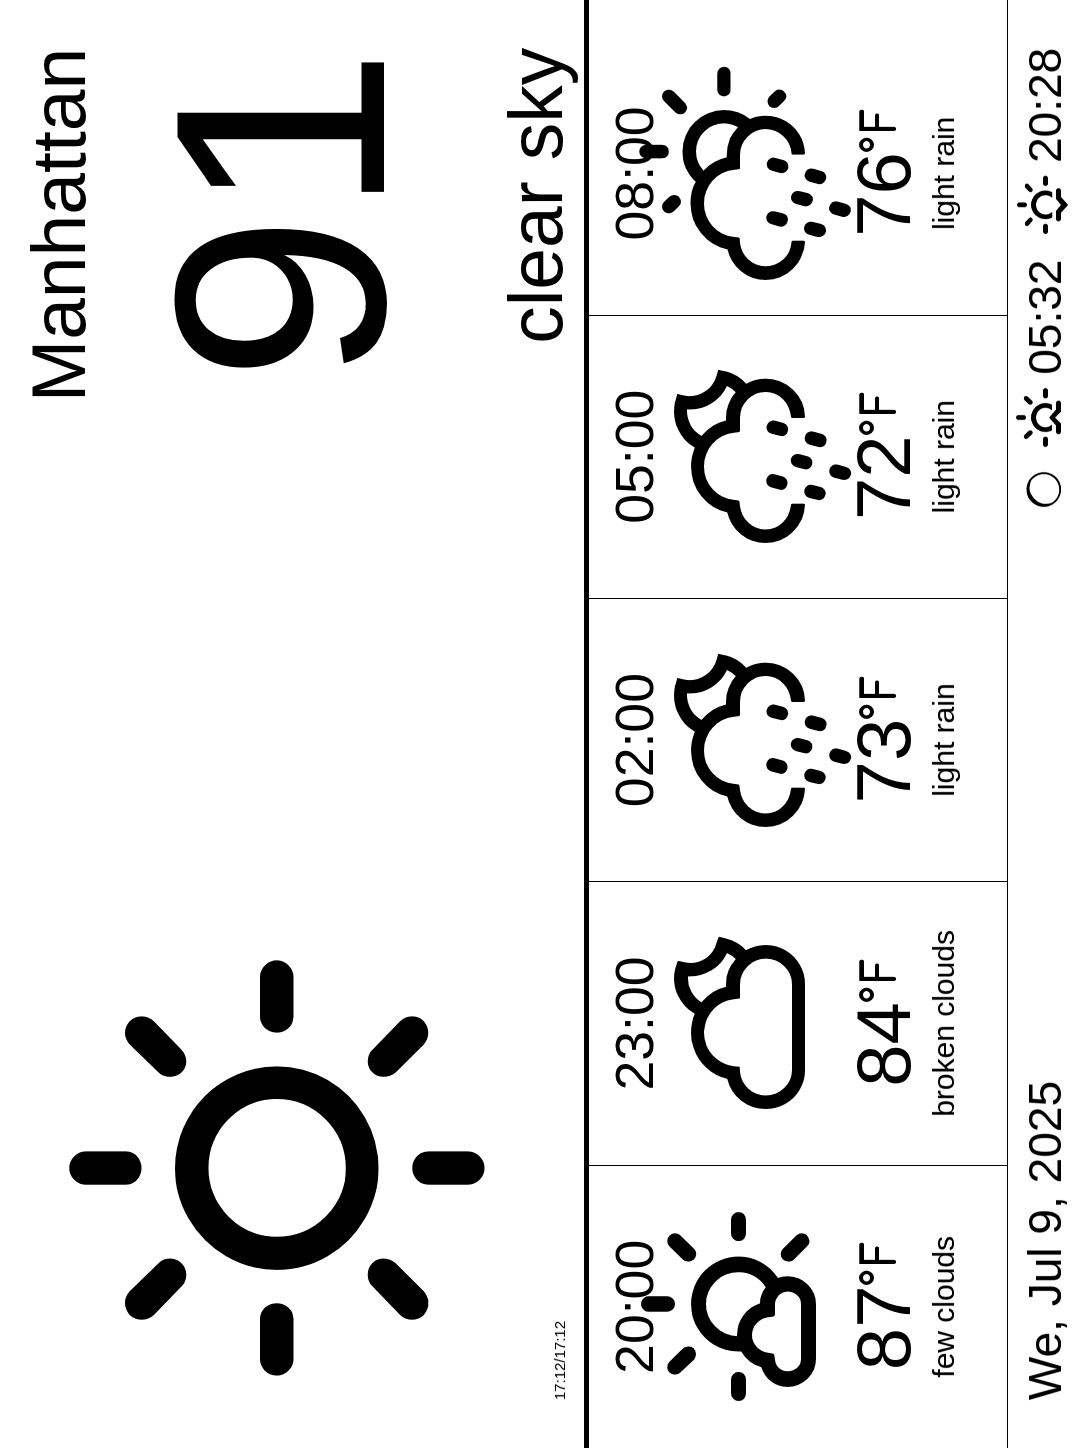 Manhattan
91
clear sky
17:12/17:12
20:00
87°F
few clouds
23:00
84°F
broken clouds
02:00
73°F
light rain
05:00
72°F
light rain
08:00
76°F
light rain
We, Jul 9, 2025
05:32 20:28